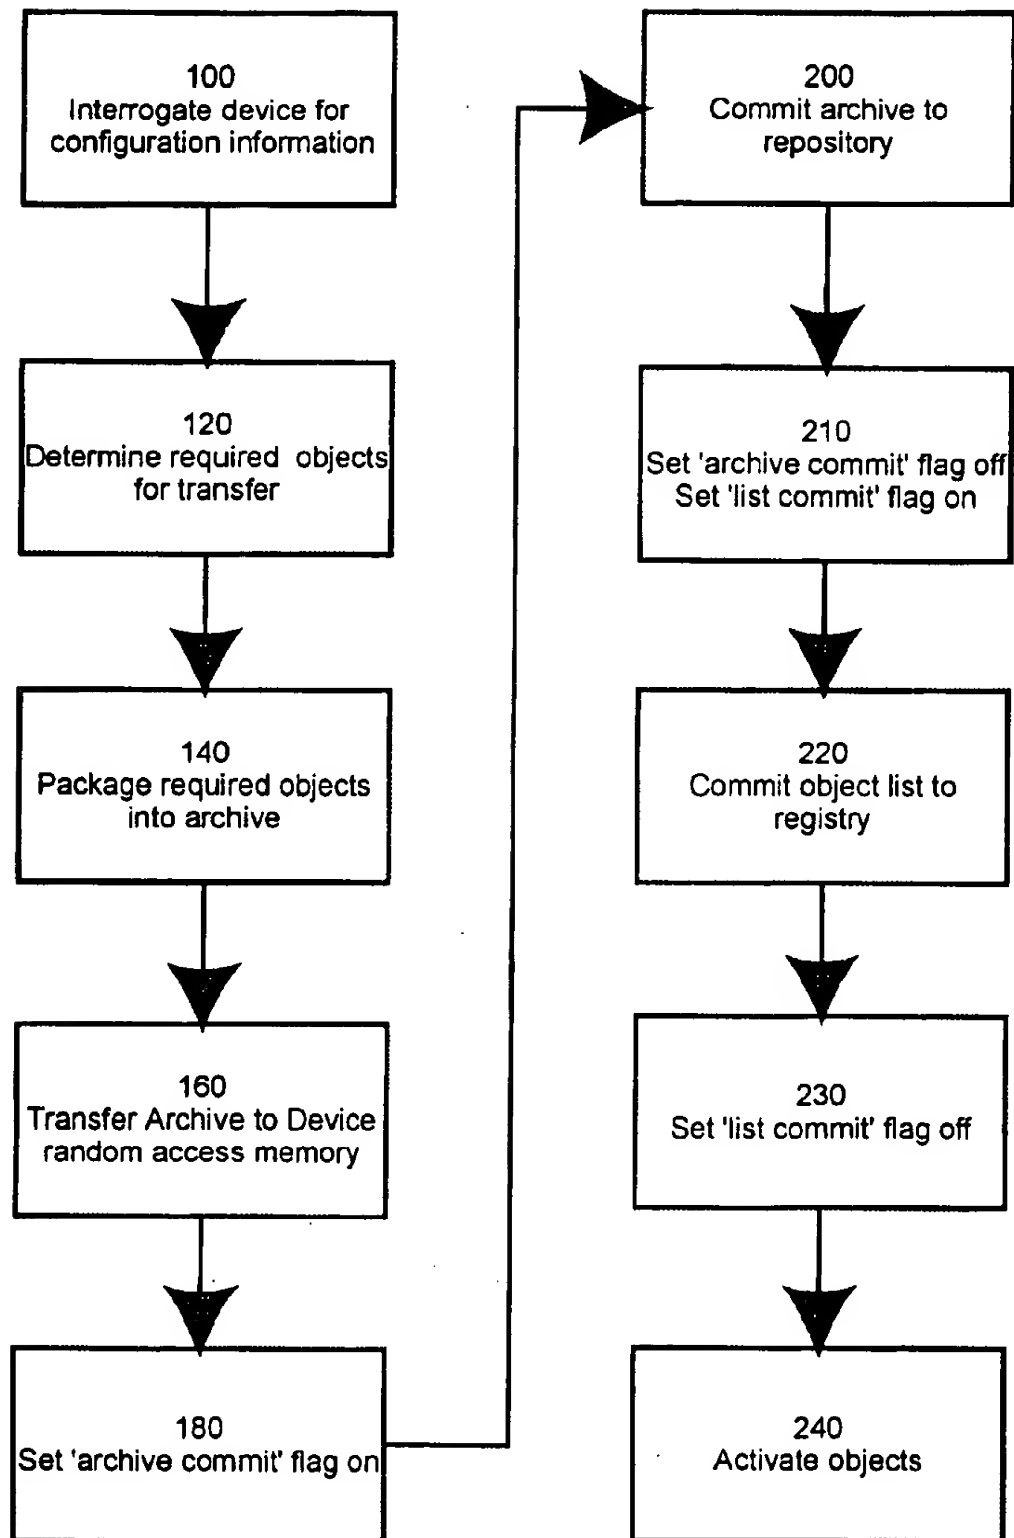 100
Interrogate device for
configuration information
120
Determine required objects
for transfer
140
Package required objects
into archive
160
Transfer Archive to Device
random access memory
180
Set 'archive commit' flag on
200
Commit archive to
repository
210
Set 'archive commit' flag off
Set 'list commit' flag on
220
Commit object list to
registry
230
Set 'list commit' flag off
240
Activate objects